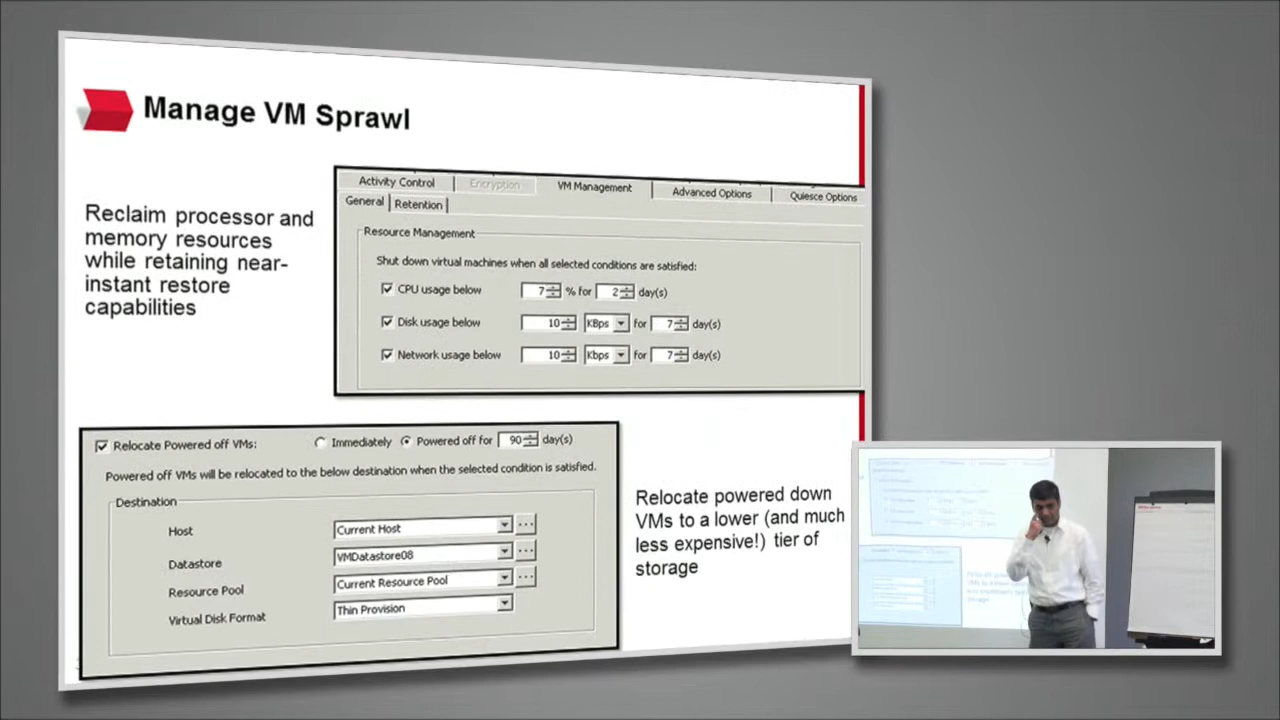 Manage VM Sprawl
Reclaim processor and
memory resources
while retaining near-
instant restore
capabilities
Activity Control Encryption VM Management Advanced Options Quiesce Options
General Retention
Resource Management
Shut down virtual machines when all selected conditions are satisfied:
CPU usage below 7 % for 2 day(s)
Disk usage below 10 KBps for 7 day(s)
Network usage below 10 Kbps for 7 day(s)
Relocate Powered off VMs: Immediately Powered off for 90 day(s)
Powered off VMs will be relocated to the below destination when the selected condition is satisfied.
Destination
Host Current Host ...
Datastore VMDatastore08 ...
Resource Pool Current Resource Pool ...
Virtual Disk Format Thin Provision
Relocate powered down
VMs to a lower (and much
less expensive!) tier of
storage